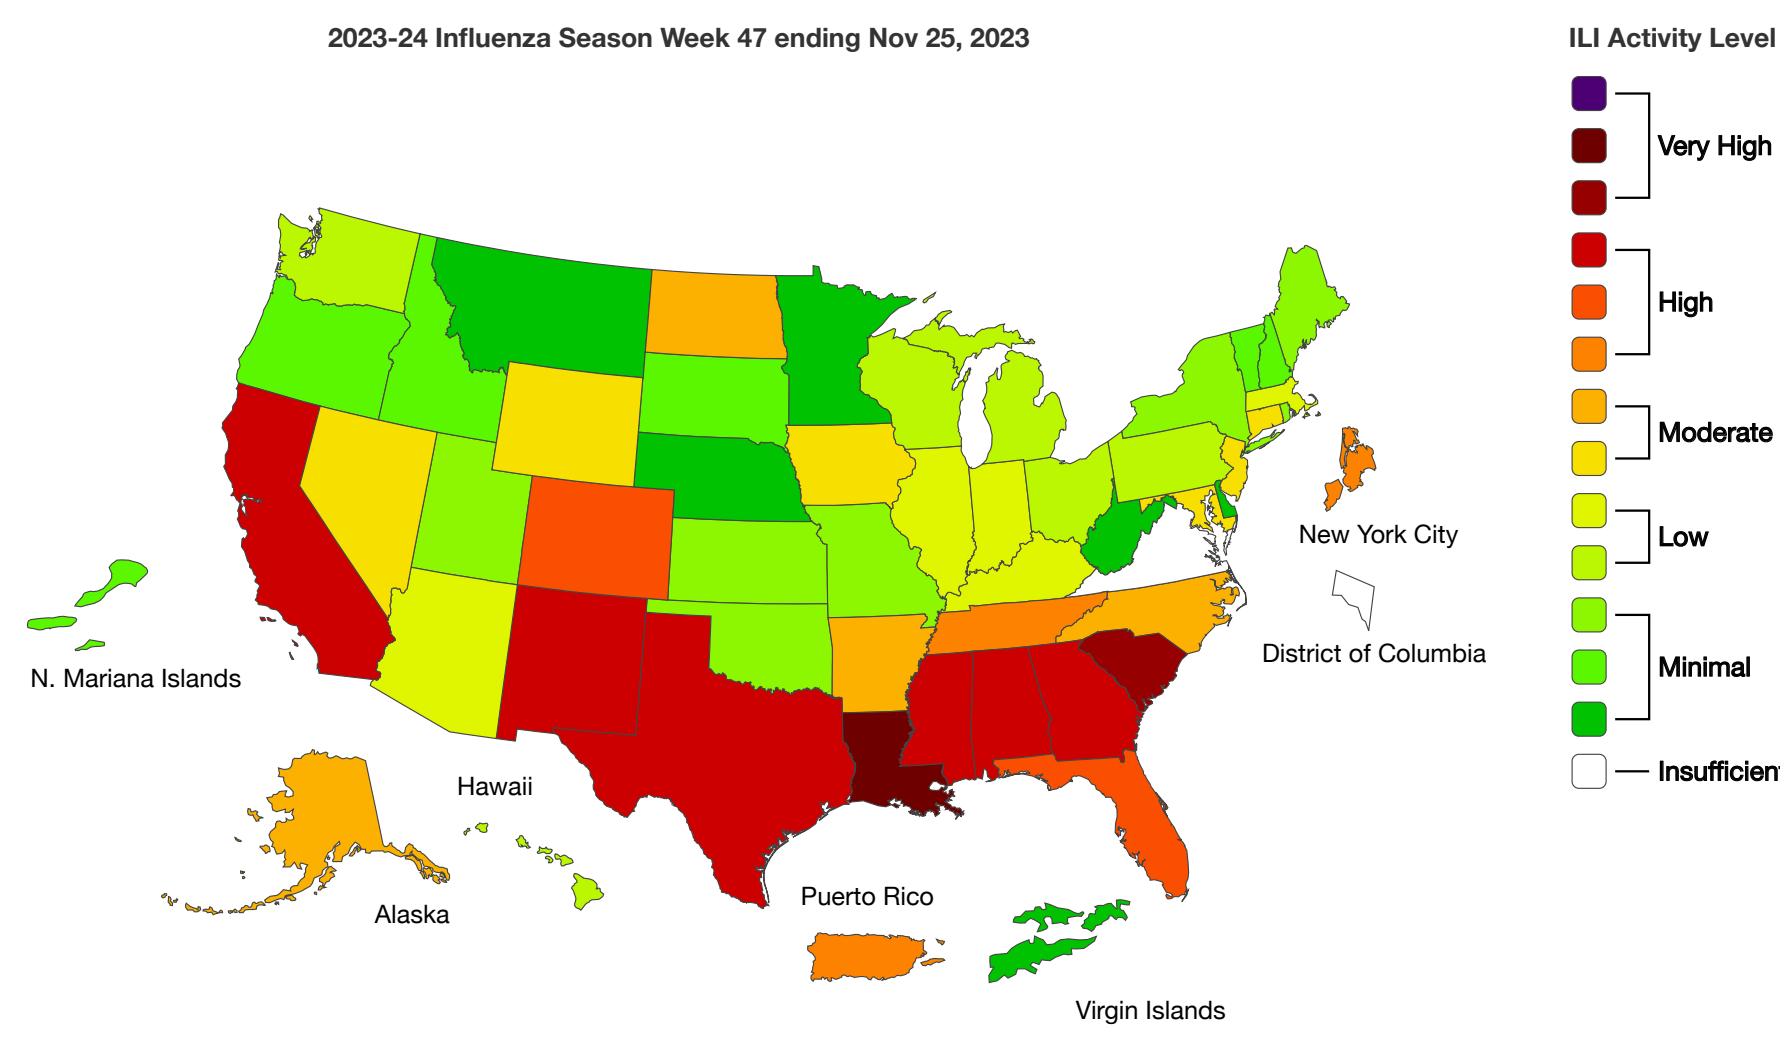 2023-24 Influenza Season Week 47 ending Nov 25, 2023
ILI Activity Level
Very High
High
Moderate
Low
Minimal
Insufficient
New York City
District of Columbia
N. Mariana Islands
Hawaii
Alaska
Puerto Rico
Virgin Islands